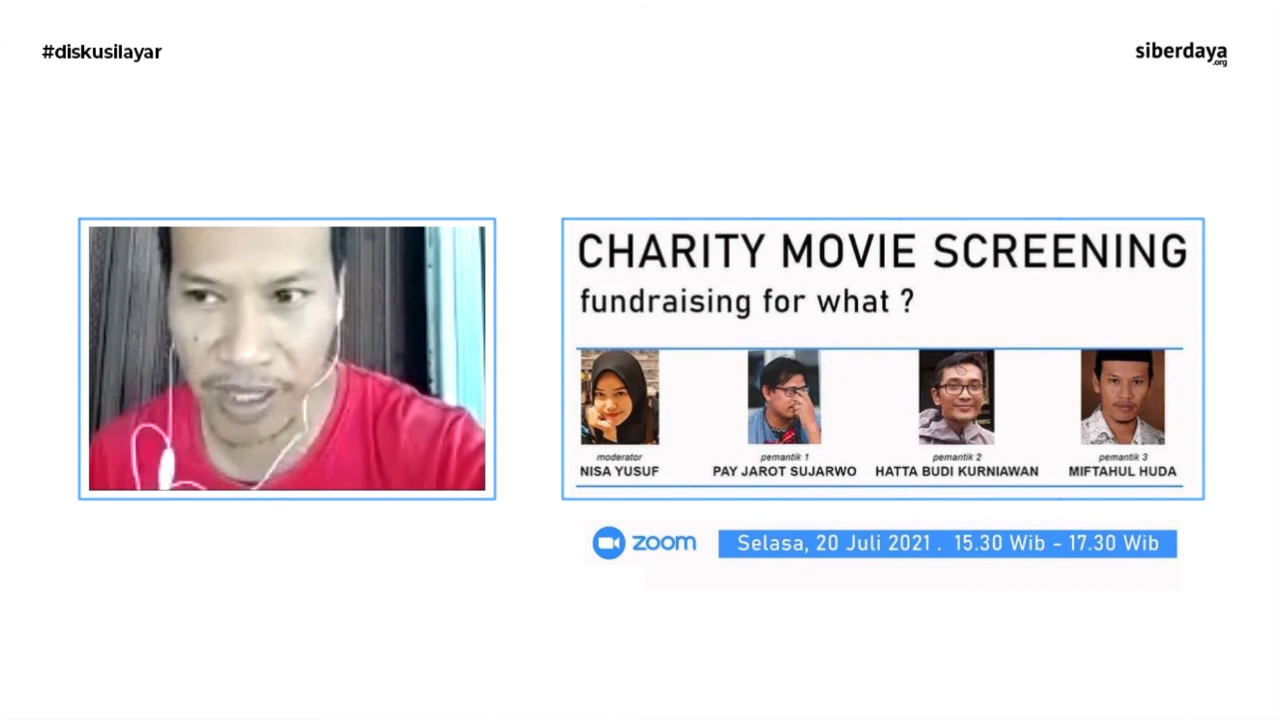 #diskusilayar
siberdaya
.org
CHARITY MOVIE SCREENING
fundraising for what ?
moderator
NISA YUSUF
pemantik 1
PAY JAROT SUJARWO
pemantik 2
HATTA BUDI KURNIAWAN
pemantik 3
MIFTAHUL HUDA
zoom
Selasa, 20 Juli 2021 . 15.30 Wib - 17.30 Wib